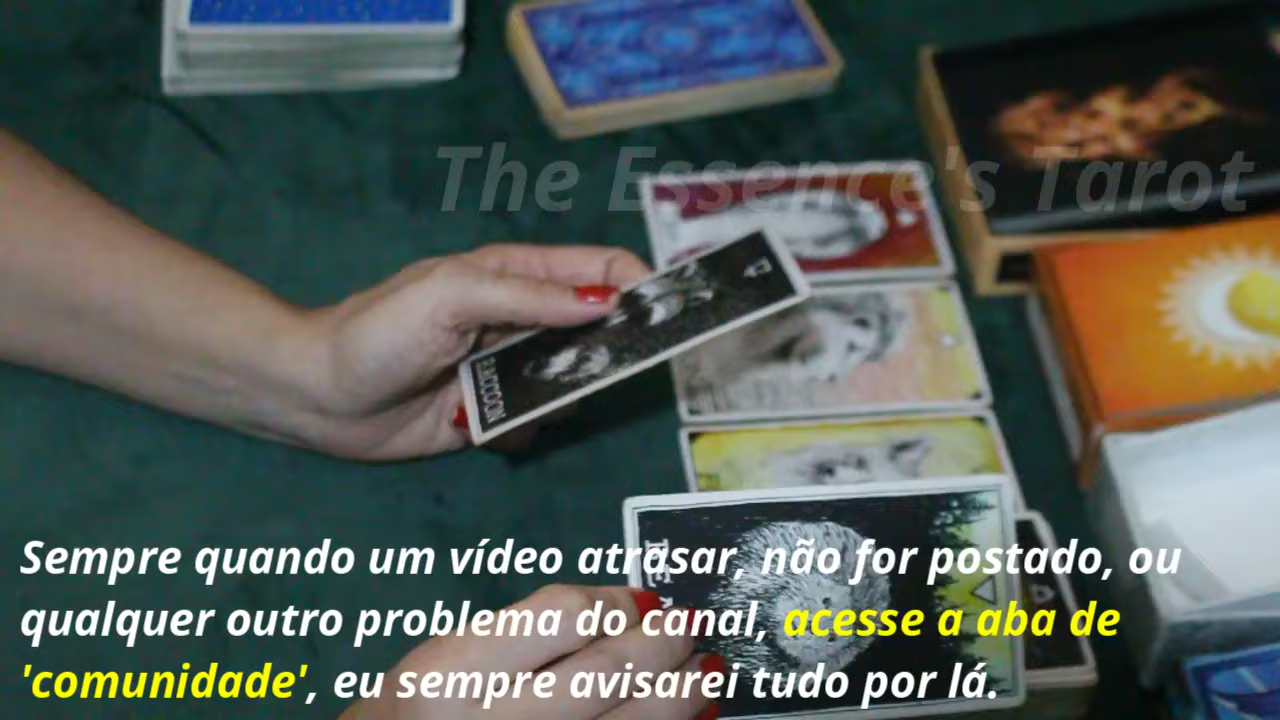 The Essence's Tarot
RACCOON
Sempre quando um vídeo atrasar, não for postado, ou
qualquer outro problema do canal, acesse a aba de
'comunidade', eu sempre avisarei tudo por lá.